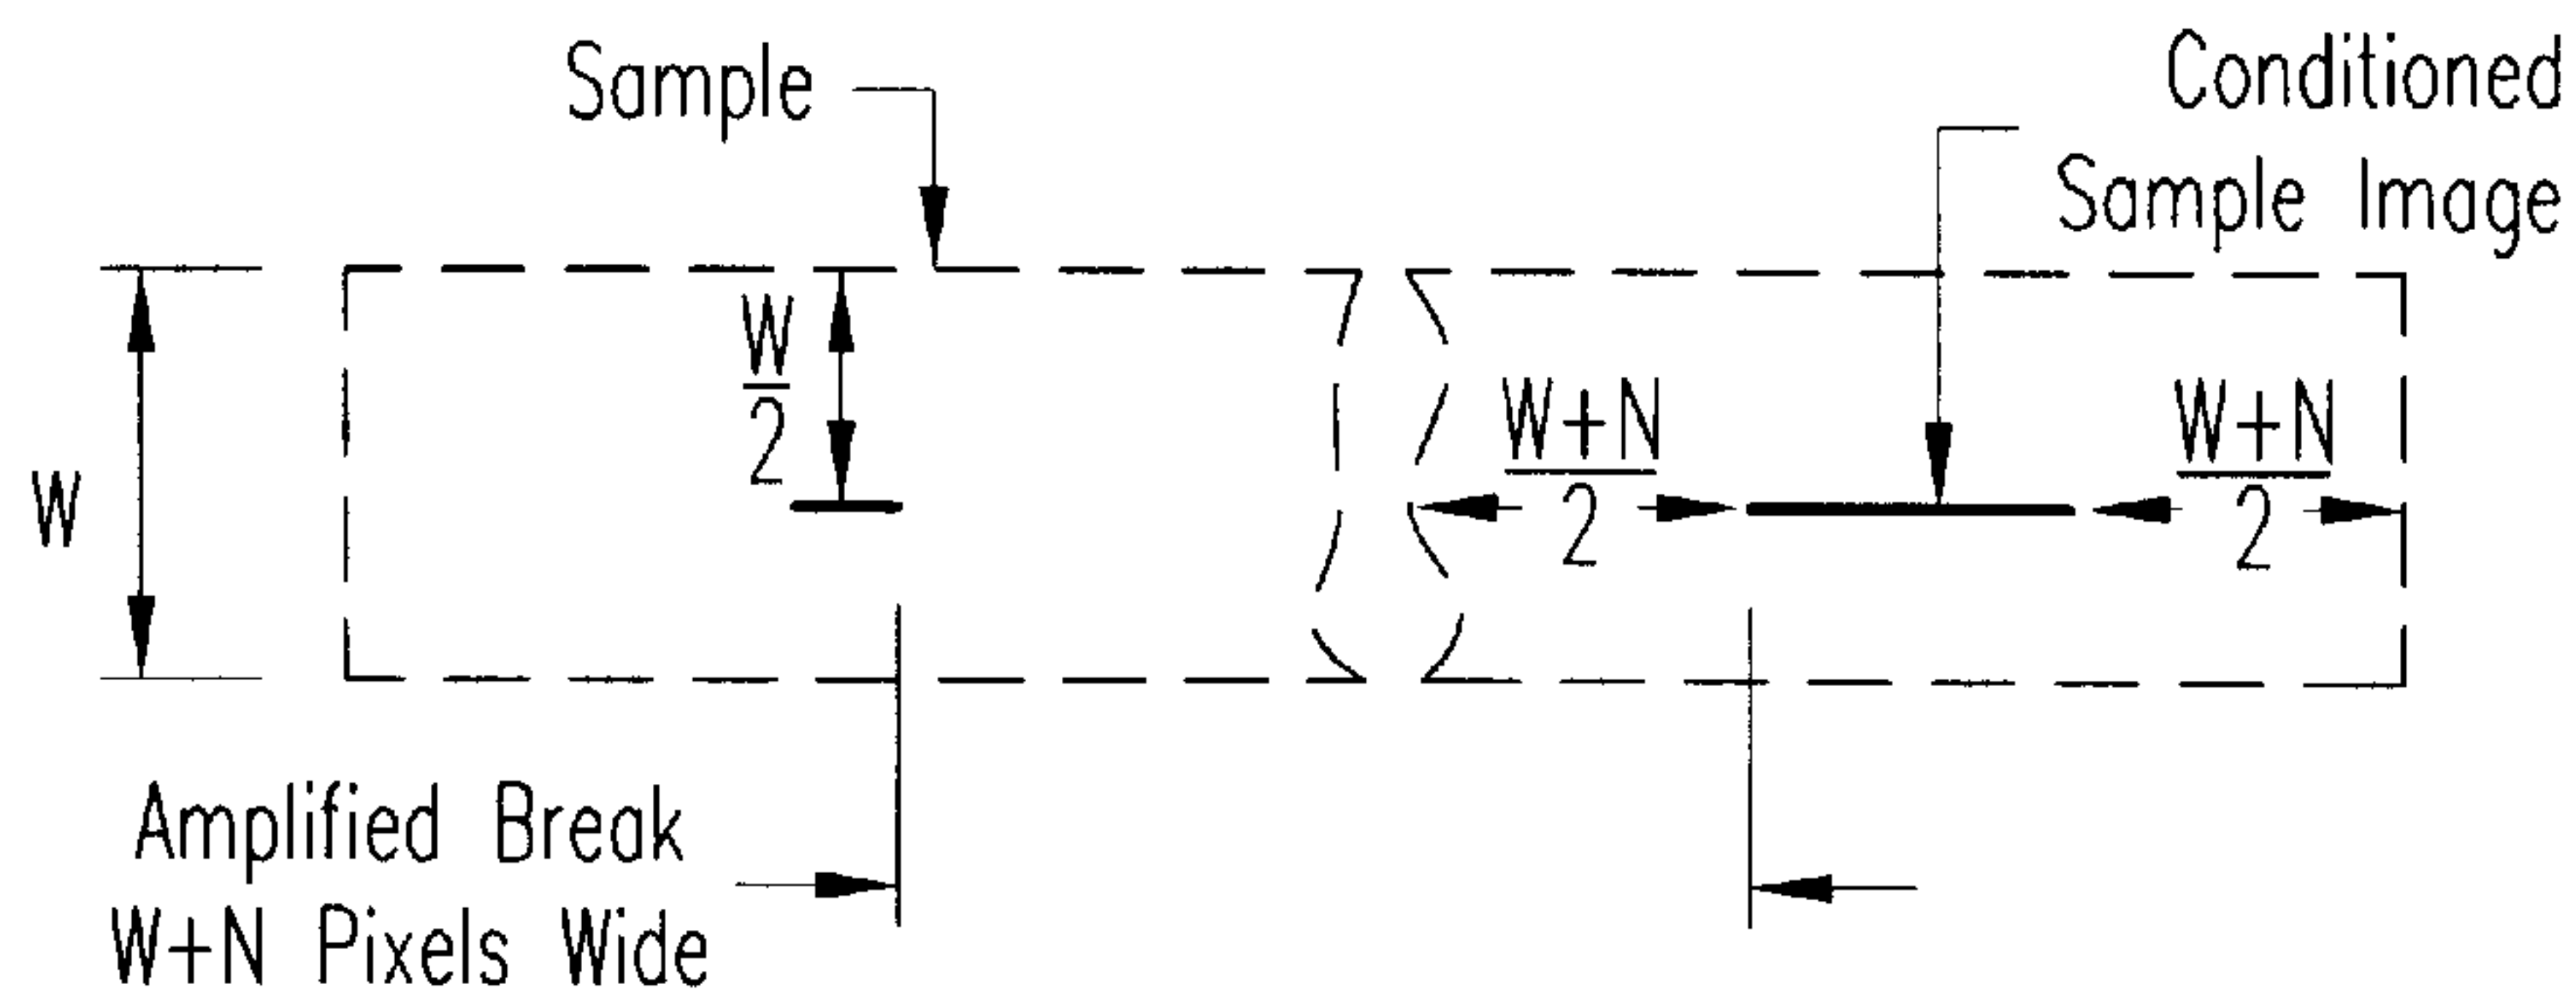 Sample
Conditioned
Sample Image
W
W
2
W+N
2
W+N
2
Amplified Break
W+N Pixels Wide